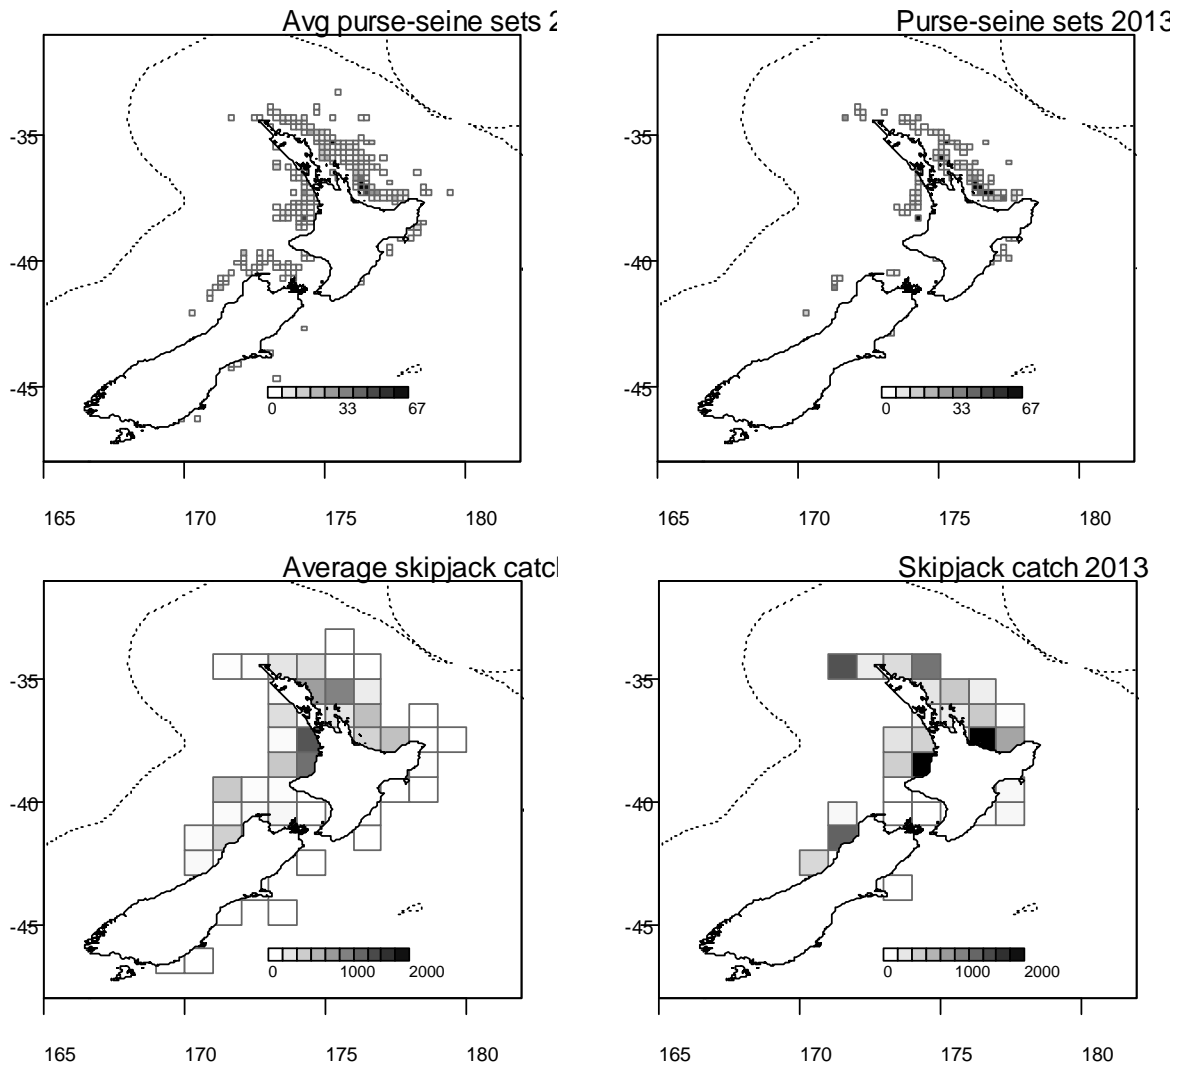 Avg purse-seine sets 2
-35
-40
-45
0 33 67
165 170 175 180
Purse-seine sets 2013
-35
-40
-45
0 33 67
165 170 175 180
Average skipjack catch
-35
-40
-45
0 1000 2000
165 170 175 180
Skipjack catch 2013
-35
-40
-45
0 1000 2000
165 170 175 180